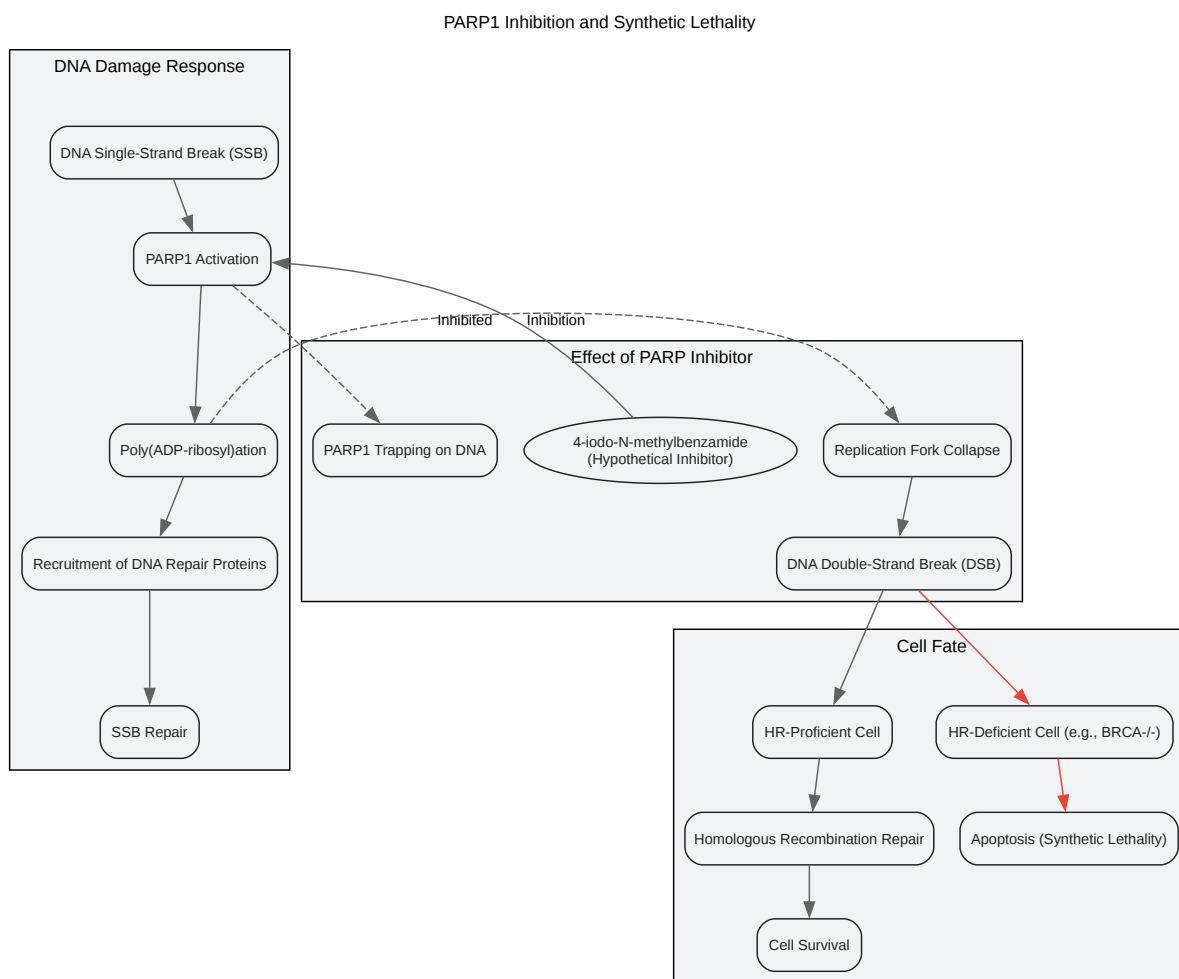 PARP1 Inhibition and Synthetic Lethality
DNA Damage Response
DNA Single-Strand Break (SSB)
PARP1 Activation
Inhibited
Inhibition
Effect of PARP Inhibitor
Poly(ADP-ribosyl)ation
PARP1 Trapping on DNA
4-iodo-N-methylbenzamide
(Hypothetical Inhibitor)
Replication Fork Collapse
Recruitment of DNA Repair Proteins
DNA Double-Strand Break (DSB)
Cell Fate
SSB Repair
HR-Proficient Cell
HR-Deficient Cell (e.g., BRCA-/-)
Homologous Recombination Repair
Apoptosis (Synthetic Lethality)
Cell Survival